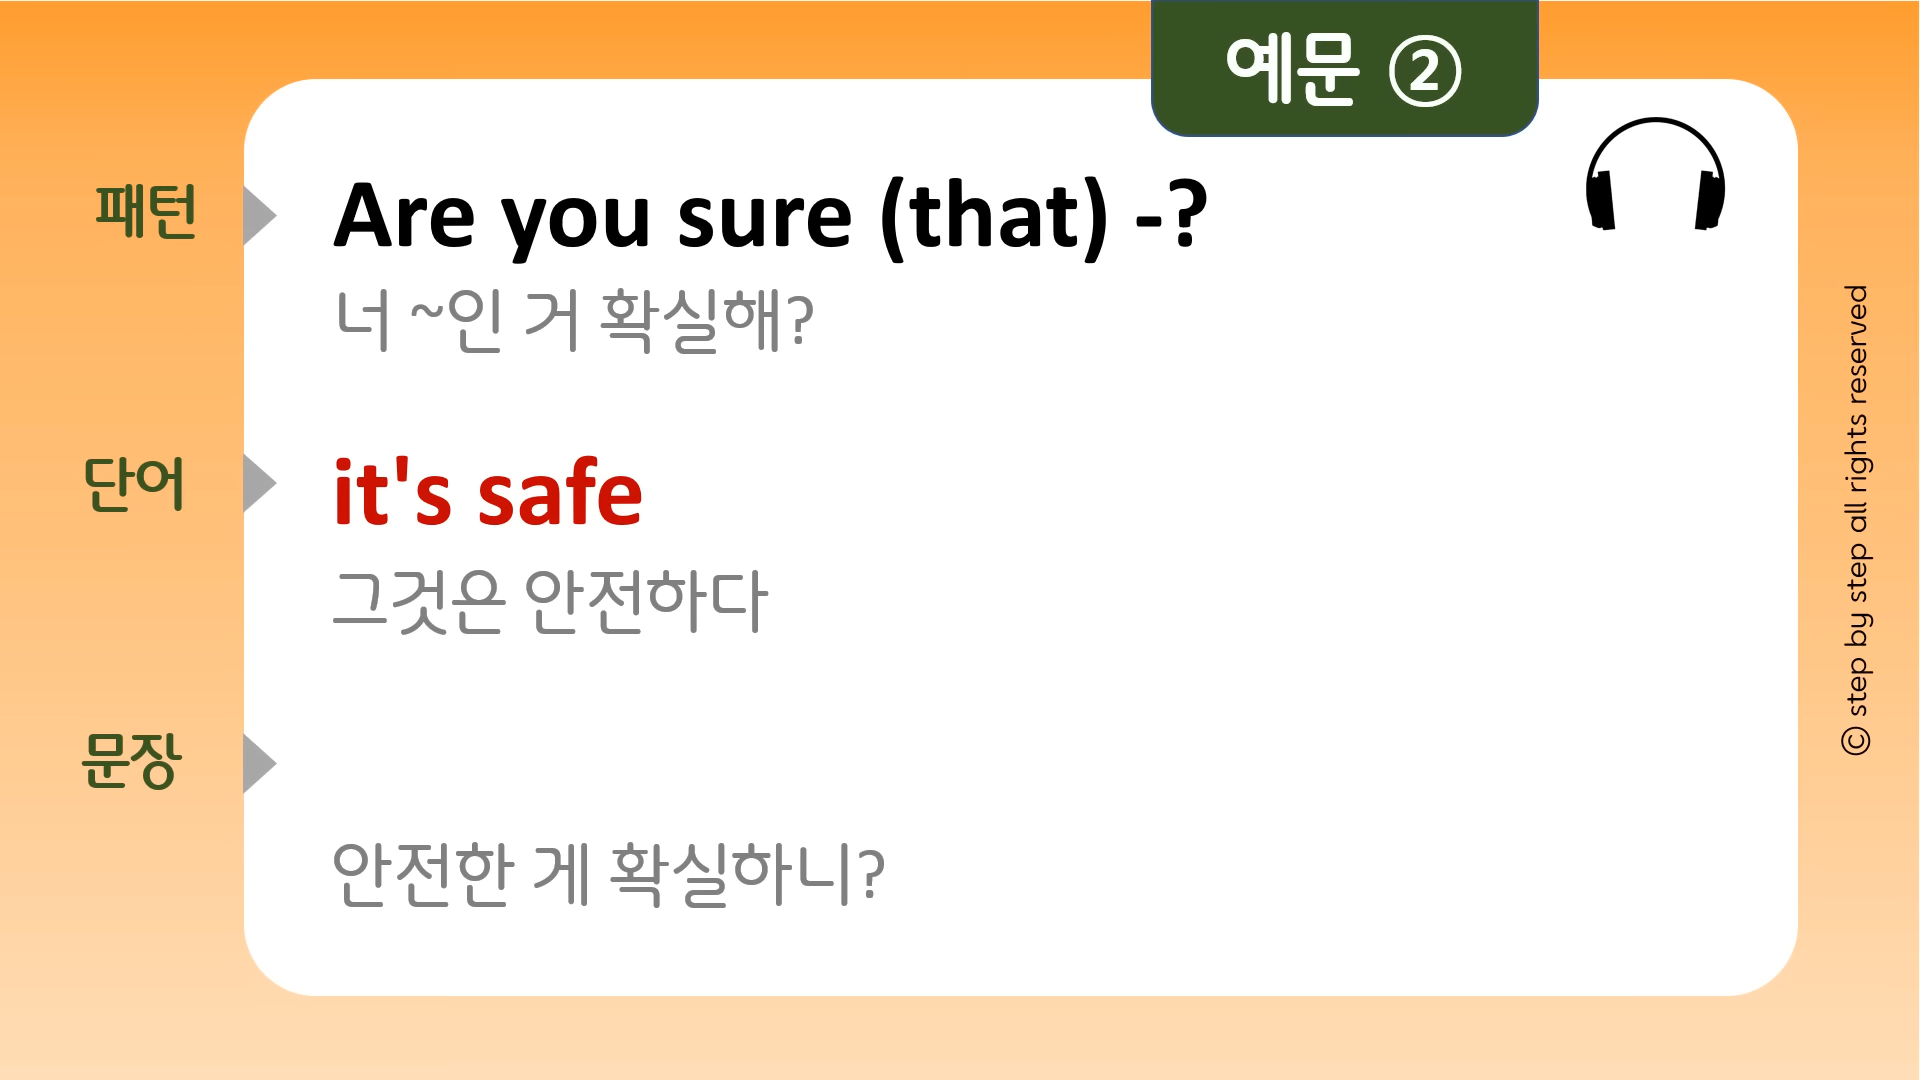 예문 ②
패턴
Are you sure (that) -?
너 ~인 거 확실해?
단어
it's safe
그것은 안전하다
문장
안전한 게 확실하니?
© step by step all rights reserved